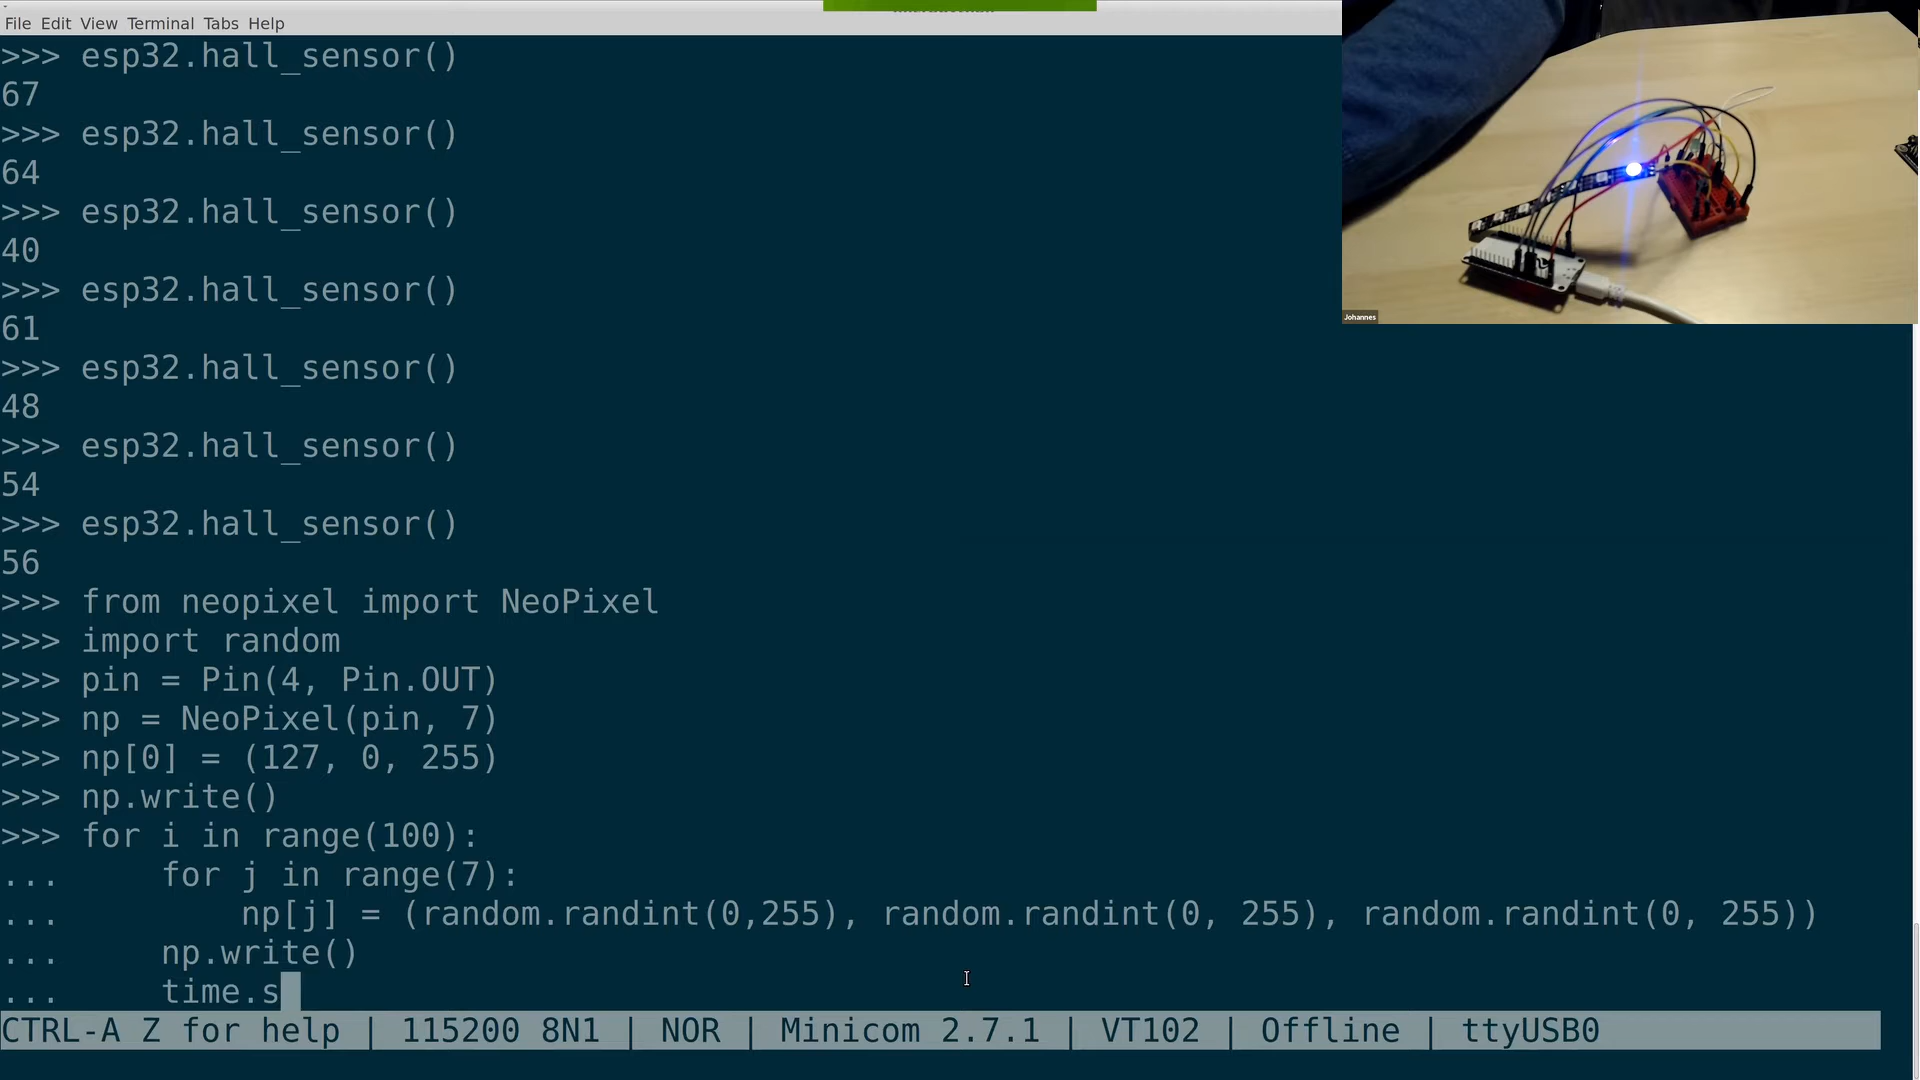 File Edit View Terminal Tabs Help
>>> esp32.hall_sensor()
67
>>> esp32.hall_sensor()
64
>>> esp32.hall_sensor()
40
>>> esp32.hall_sensor()
61
>>> esp32.hall_sensor()
48
>>> esp32.hall_sensor()
54
>>> esp32.hall_sensor()
56
>>> from neopixel import NeoPixel
>>> import random
>>> pin = Pin(4, Pin.OUT)
>>> np = NeoPixel(pin, 7)
>>> np[0] = (127, 0, 255)
>>> np.write()
>>> for i in range(100):
...     for j in range(7):
...         np[j] = (random.randint(0,255), random.randint(0, 255), random.randint(0, 255))
...     np.write()
...     time.s
CTRL-A Z for help | 115200 8N1 | NOR | Minicom 2.7.1 | VT102 | Offline | ttyUSB0
Johannes